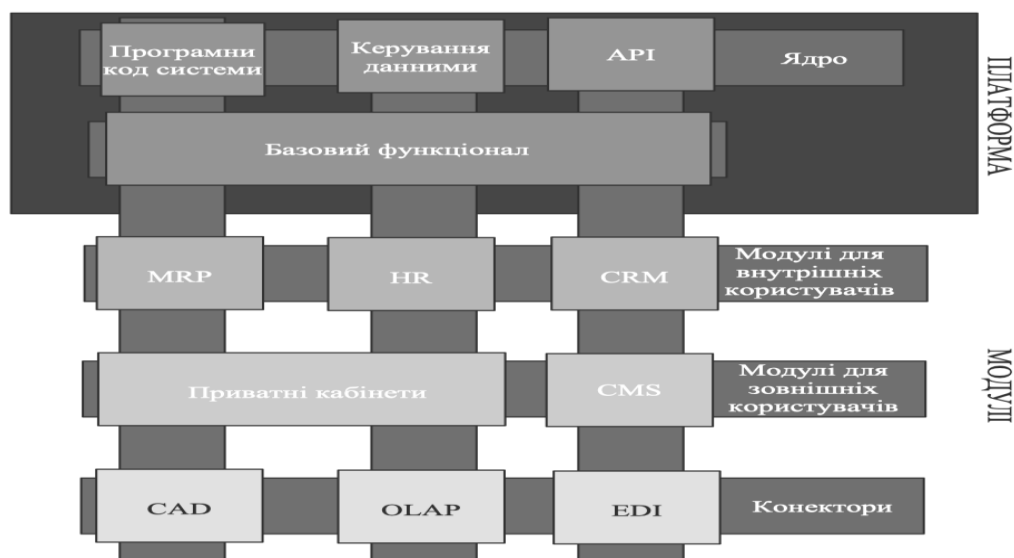 Програмни
код системи
Керування
данними
API
Ядро
Базовий функціонал
ПЛАТФОРМА
MRP
HR
CRM
Модулі для
внутрішніх
користувачів
Приватні кабінети
CMS
Модулі для
зовнішніх
користувачів
МОДУЛІ
CAD
OLAP
EDI
Конектори